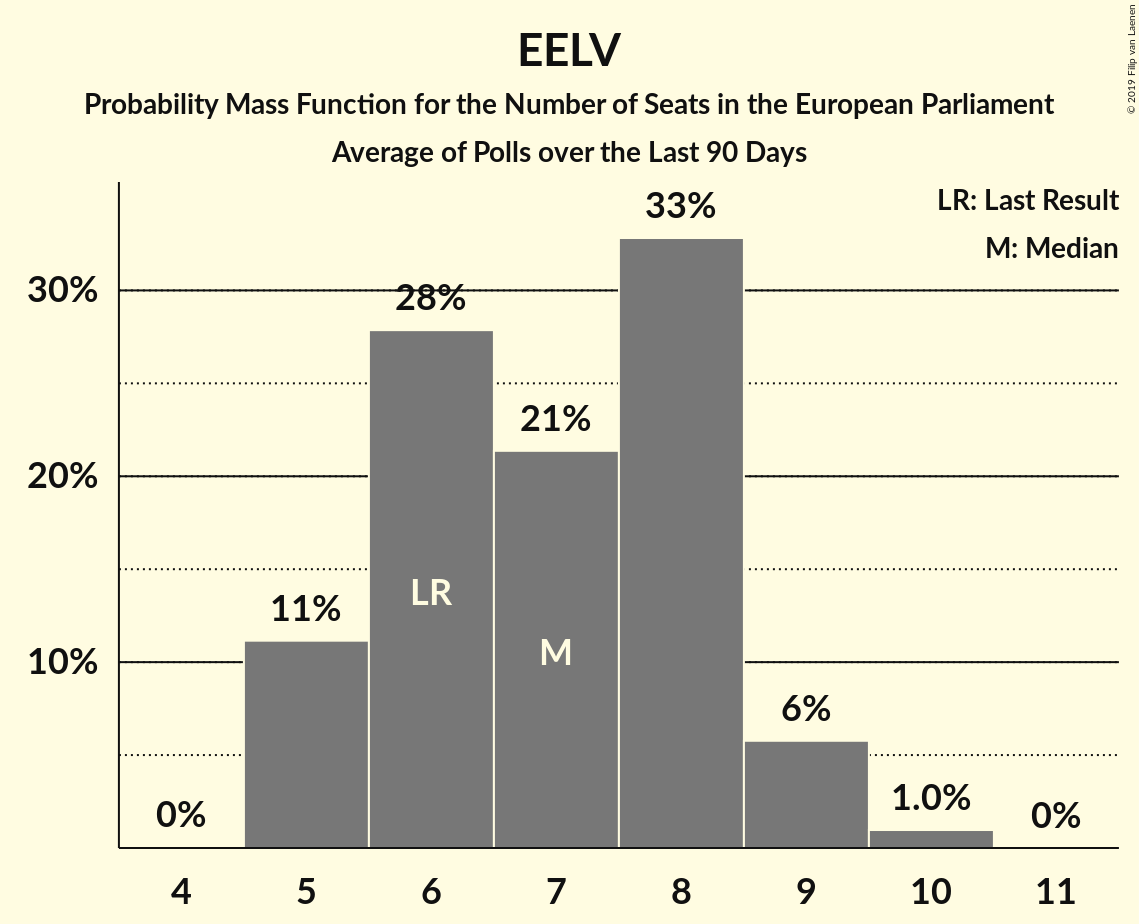 EELV
Probability Mass Function for the Number of Seats in the European Parliament
Average of Polls over the Last 90 Days
© 2019 Filip van Laenen
LR: Last Result
M: Median
30%
20%
10%
0%
11%
28%
21%
33%
6%
1.0%
0%
LR
M
4 5 6 7 8 9 10 11